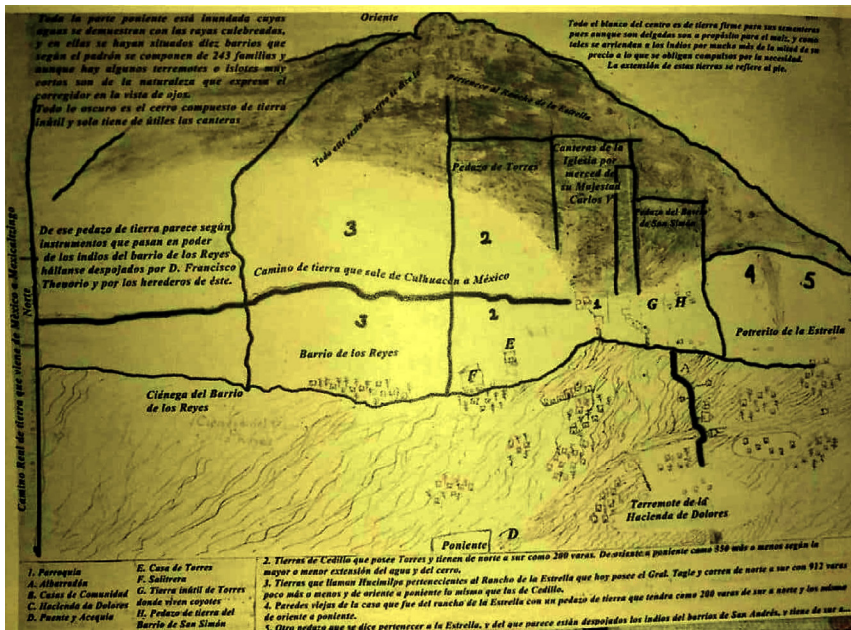 Toda la parte poniente está inundada cuyas
aguas se demuestran con las rayas culebreadas,
y en ellas se hayan situados diez barrios que
según el padrón se componen de 243 familias y
aunque hay algunos terremotes o islotes muy
cortos son de la naturaleza que expresa el
corregidor en la vista de ojos.
Todo lo oscuro es el cerro compuesto de tierra
inútil y solo tiene de útiles las canteras
Oriente
Todo el blanco del centro es de tierra firme para sus sementeras
pues aunque son delgadas son a propósito para el maíz, y como
tales se arriendan a los indios por mucho más de la mitad de su
precio a lo que se obligan compulsos por la necesidad.
La extensión de estas tierras se refiere al pie.
Todo este resto de cerro se dice
Pertenecer al Rancho de la Estrella
Pedazo de Torres
Canteras de la
Iglesia por
merced de
su Majestad
Carlos V
Pedazo del Barrio
de San Simón
De ese pedazo de tierra parece según
instrumentos que pasan en poder
de los indios del barrio de los Reyes
hállanse despojados por D. Francisco
Theuorio y por los herederos de éste.
3
2
4
5
Camino de tierra que sale de Culhuacán a México
Norte
Camino Real de tierra que viene de México a Mexicaltzingo
3
2
1
G
H
Potrerito de la Estrella
Barrio de los Reyes
E
F
A
Ciénega del Barrio
de los Reyes
Terremote de la
Hacienda de Dolores
Poniente
D
1. Parroquia
A. Albarradón
B. Casas de Comunidad
C. Hacienda de Dolores
D. Puente y Acequia
E. Casa de Torres
F. Salitrera
G. Tierra inútil de Torres
donde viven coyotes
H. Pedazo de tierra del
Barrio de San Simón
2. Tierras de Cedillo que posee Torres y tienen de norte a sur como 200 varas. De oriente a poniente como 350 más o menos según la
mayor o menor extensión del agua y del cerro.
3. Tierras que llaman Hucimilpa pertenecientes al Rancho de la Estrella que hoy posee el Gral. Tagle y corren de norte a sur con 912 varas
poco más o menos y de oriente a poniente lo mismo que las de Cedillo.
4. Paredes viejas de la casa que fue del rancho de la Estrella con un pedazo de tierra que tendra como 200 varas de sur a norte y las mismas
de oriente a poniente.
5. Otro pedazo que se dice pertenecer a la Estrella, y del que parece están despojados los indios del barrios de San Andrés, y tiene de sur a...